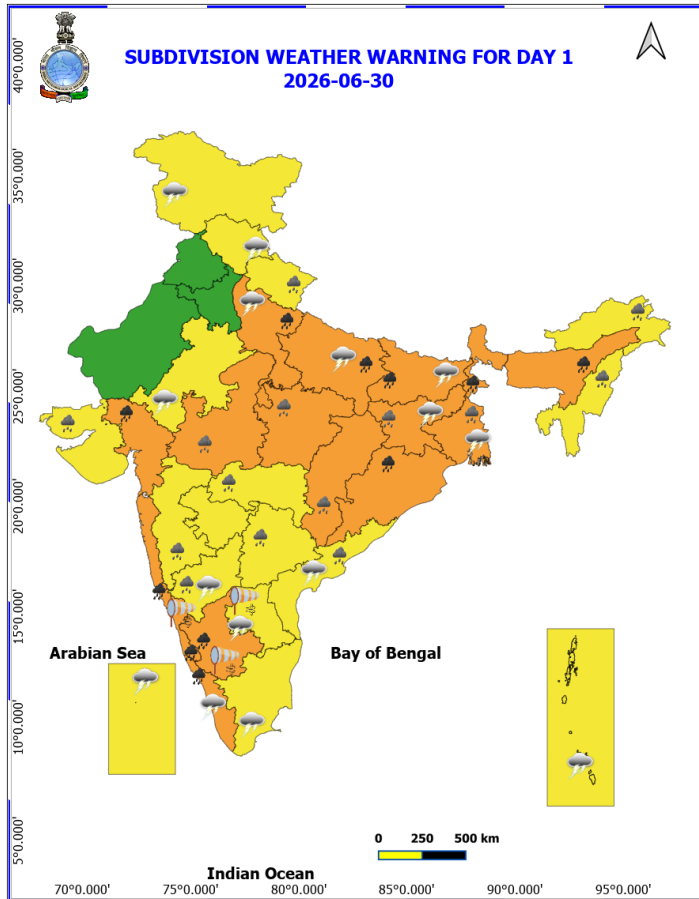 SUBDIVISION WEATHER WARNING FOR DAY 1
2026-06-30
40°0.000'
35°0.000'
30°0.000'
25°0.000'
20°0.000'
15°0.000'
10°0.000'
5°0.000'
Arabian Sea
Bay of Bengal
0 250 500 km
Indian Ocean
70°0.000' 75°0.000' 80°0.000' 85°0.000' 90°0.000' 95°0.000'